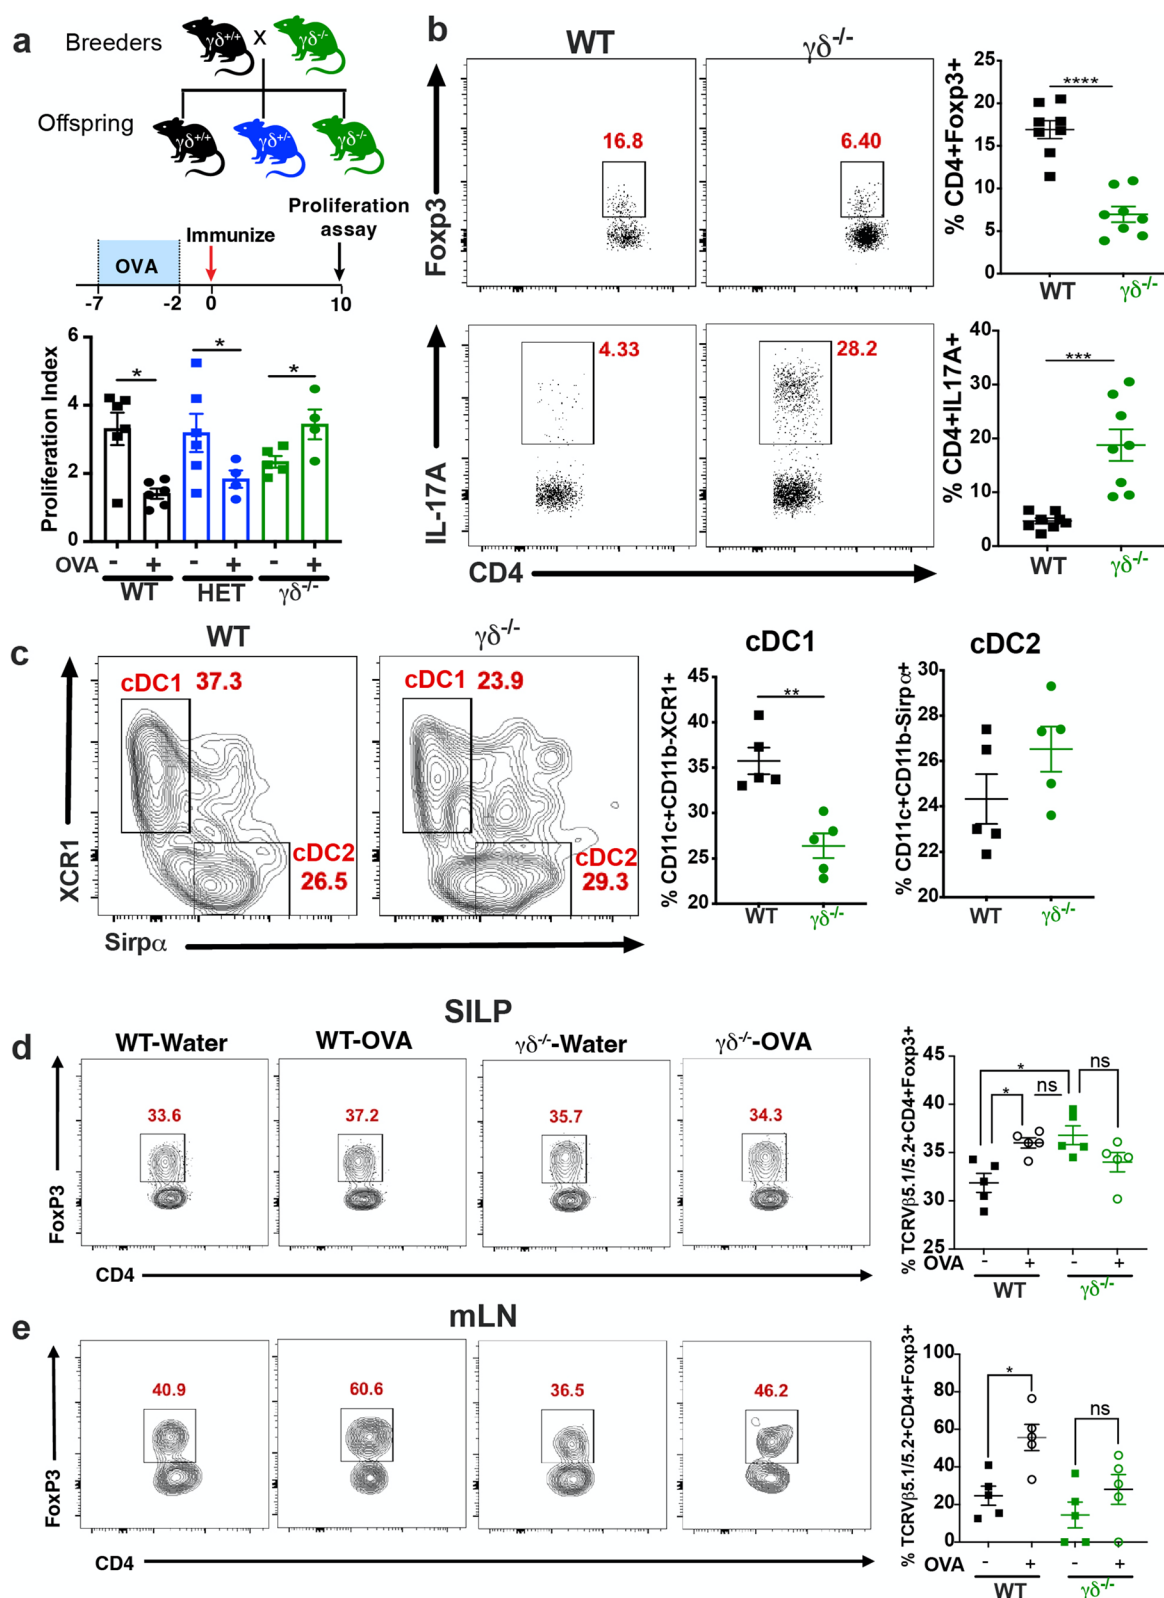 a
Breeders
γδ+/+
X
γδ-/-
Offspring
γδ+/+
γδ+/-
γδ-/-
Proliferation
assay
Immunize
OVA
-7
-2
0
10
Proliferation Index
6
4
2
0
*
*
*
OVA
-
+
-
+
-
+
WT
HET
γδ-/-
b
WT
γδ-/-
Foxp3
16.8
6.40
% CD4+Foxp3+
25
20
15
10
5
0
****
WT
γδ-/-
IL-17A
4.33
28.2
CD4
% CD4+IL17A+
40
30
20
10
0
***
WT
γδ-/-
c
WT
γδ-/-
XCR1
cDC1 37.3
cDC2
26.5
cDC1 23.9
cDC2
29.3
Sirpα
cDC1
% CD11c+CD11b-XCR1+
45
40
35
30
25
20
**
WT
γδ-/-
cDC2
% CD11c+CD11b-Sirpα+
30
28
26
24
22
20
WT
γδ-/-
SILP
d
WT-Water
WT-OVA
γδ-/--Water
γδ-/--OVA
FoxP3
33.6
37.2
35.7
34.3
CD4
% TCRVβ5.1/5.2+CD4+Foxp3+
45
40
35
30
25
*
*
ns
ns
OVA
-
+
-
+
WT
γδ-/-
mLN
e
FoxP3
40.9
60.6
36.5
46.2
CD4
% TCRVβ5.1/5.2+CD4+Foxp3+
100
80
60
40
20
0
*
ns
OVA
-
+
-
+
WT
γδ-/-